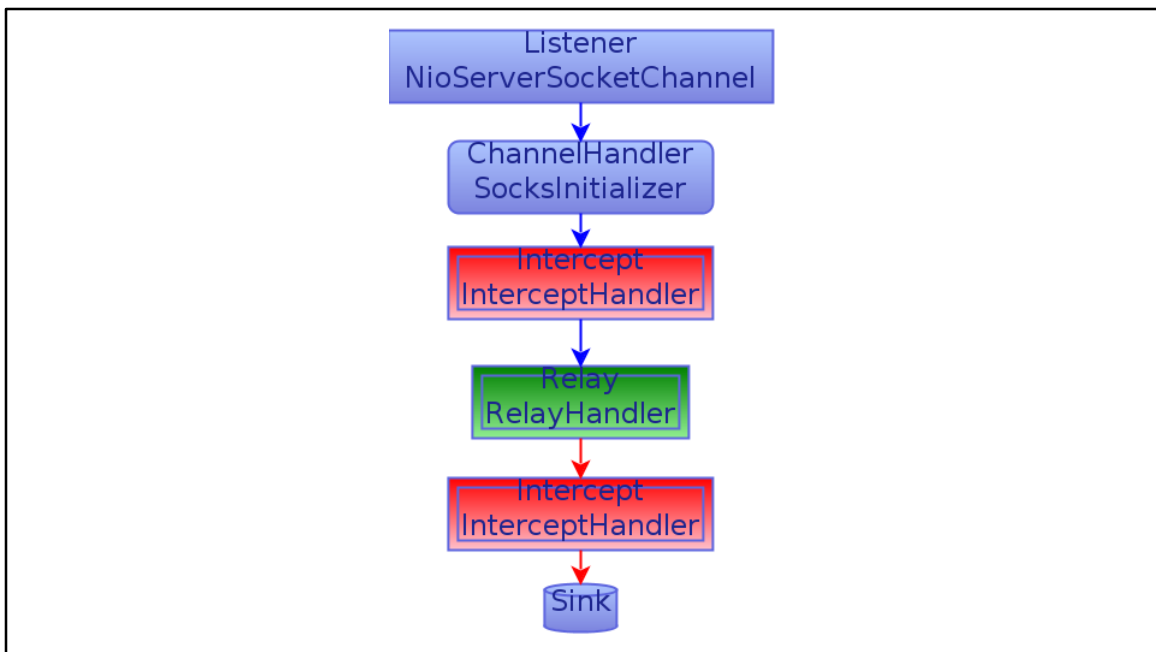 Listener
NioServerSocketChannel
ChannelHandler
SocksInitializer
Intercept
InterceptHandler
Relay
RelayHandler
Intercept
InterceptHandler
Sink